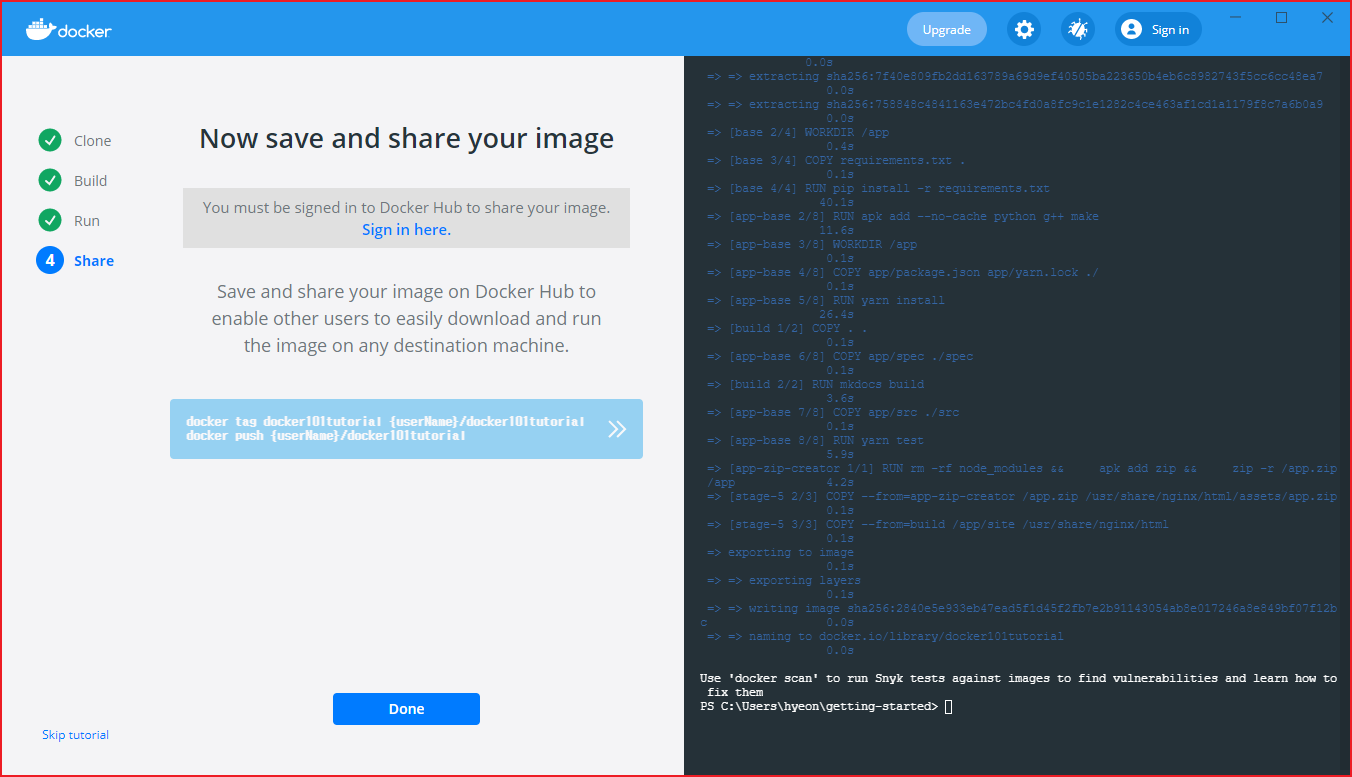 docker
Upgrade
Sign in
Clone
Build
Run
4 Share
Now save and share your image
You must be signed in to Docker Hub to share your image.
Sign in here.
Save and share your image on Docker Hub to
enable other users to easily download and run
the image on any destination machine.
docker tag docker101tutorial {userName}/docker101tutorial
docker push {userName}/docker101tutorial
Done
Skip tutorial
0.0s
=> => extracting sha256:7f40e809fb2dd163789a69d9ef40505ba223650b4eb6c8982743f5cc6cc48ea7
0.0s
=> => extracting sha256:758848c4841163e472bc4fd0a8fc9c1e1282c4ce463af1cd1a1179f8c7a6b0a9
0.0s
=> [base 2/4] WORKDIR /app
0.4s
=> [base 3/4] COPY requirements.txt .
0.1s
=> [base 4/4] RUN pip install -r requirements.txt
40.1s
=> [app-base 2/8] RUN apk add --no-cache python g++ make
11.6s
=> [app-base 3/8] WORKDIR /app
0.1s
=> [app-base 4/8] COPY app/package.json app/yarn.lock ./
0.1s
=> [app-base 5/8] RUN yarn install
26.4s
=> [build 1/2] COPY . .
0.1s
=> [app-base 6/8] COPY app/spec ./spec
0.1s
=> [build 2/2] RUN mkdocs build
3.6s
=> [app-base 7/8] COPY app/src ./src
0.1s
=> [app-base 8/8] RUN yarn test
5.9s
=> [app-zip-creator 1/1] RUN rm -rf node_modules && apk add zip && zip -r /app.zip
/app 4.2s
=> [stage-5 2/3] COPY --from=app-zip-creator /app.zip /usr/share/nginx/html/assets/app.zip
0.1s
=> [stage-5 3/3] COPY --from=build /app/site /usr/share/nginx/html
0.1s
=> exporting to image
0.1s
=> => exporting layers
0.1s
=> => writing image sha256:2840e5e933eb47ead5f1d45f2fb7e2b91143054ab8e017246a8e849bf07f12b
c 0.0s
=> => naming to docker.io/library/docker101tutorial
0.0s
Use 'docker scan' to run Snyk tests against images to find vulnerabilities and learn how to
fix them
PS C:\Users\hyeon\getting-started>